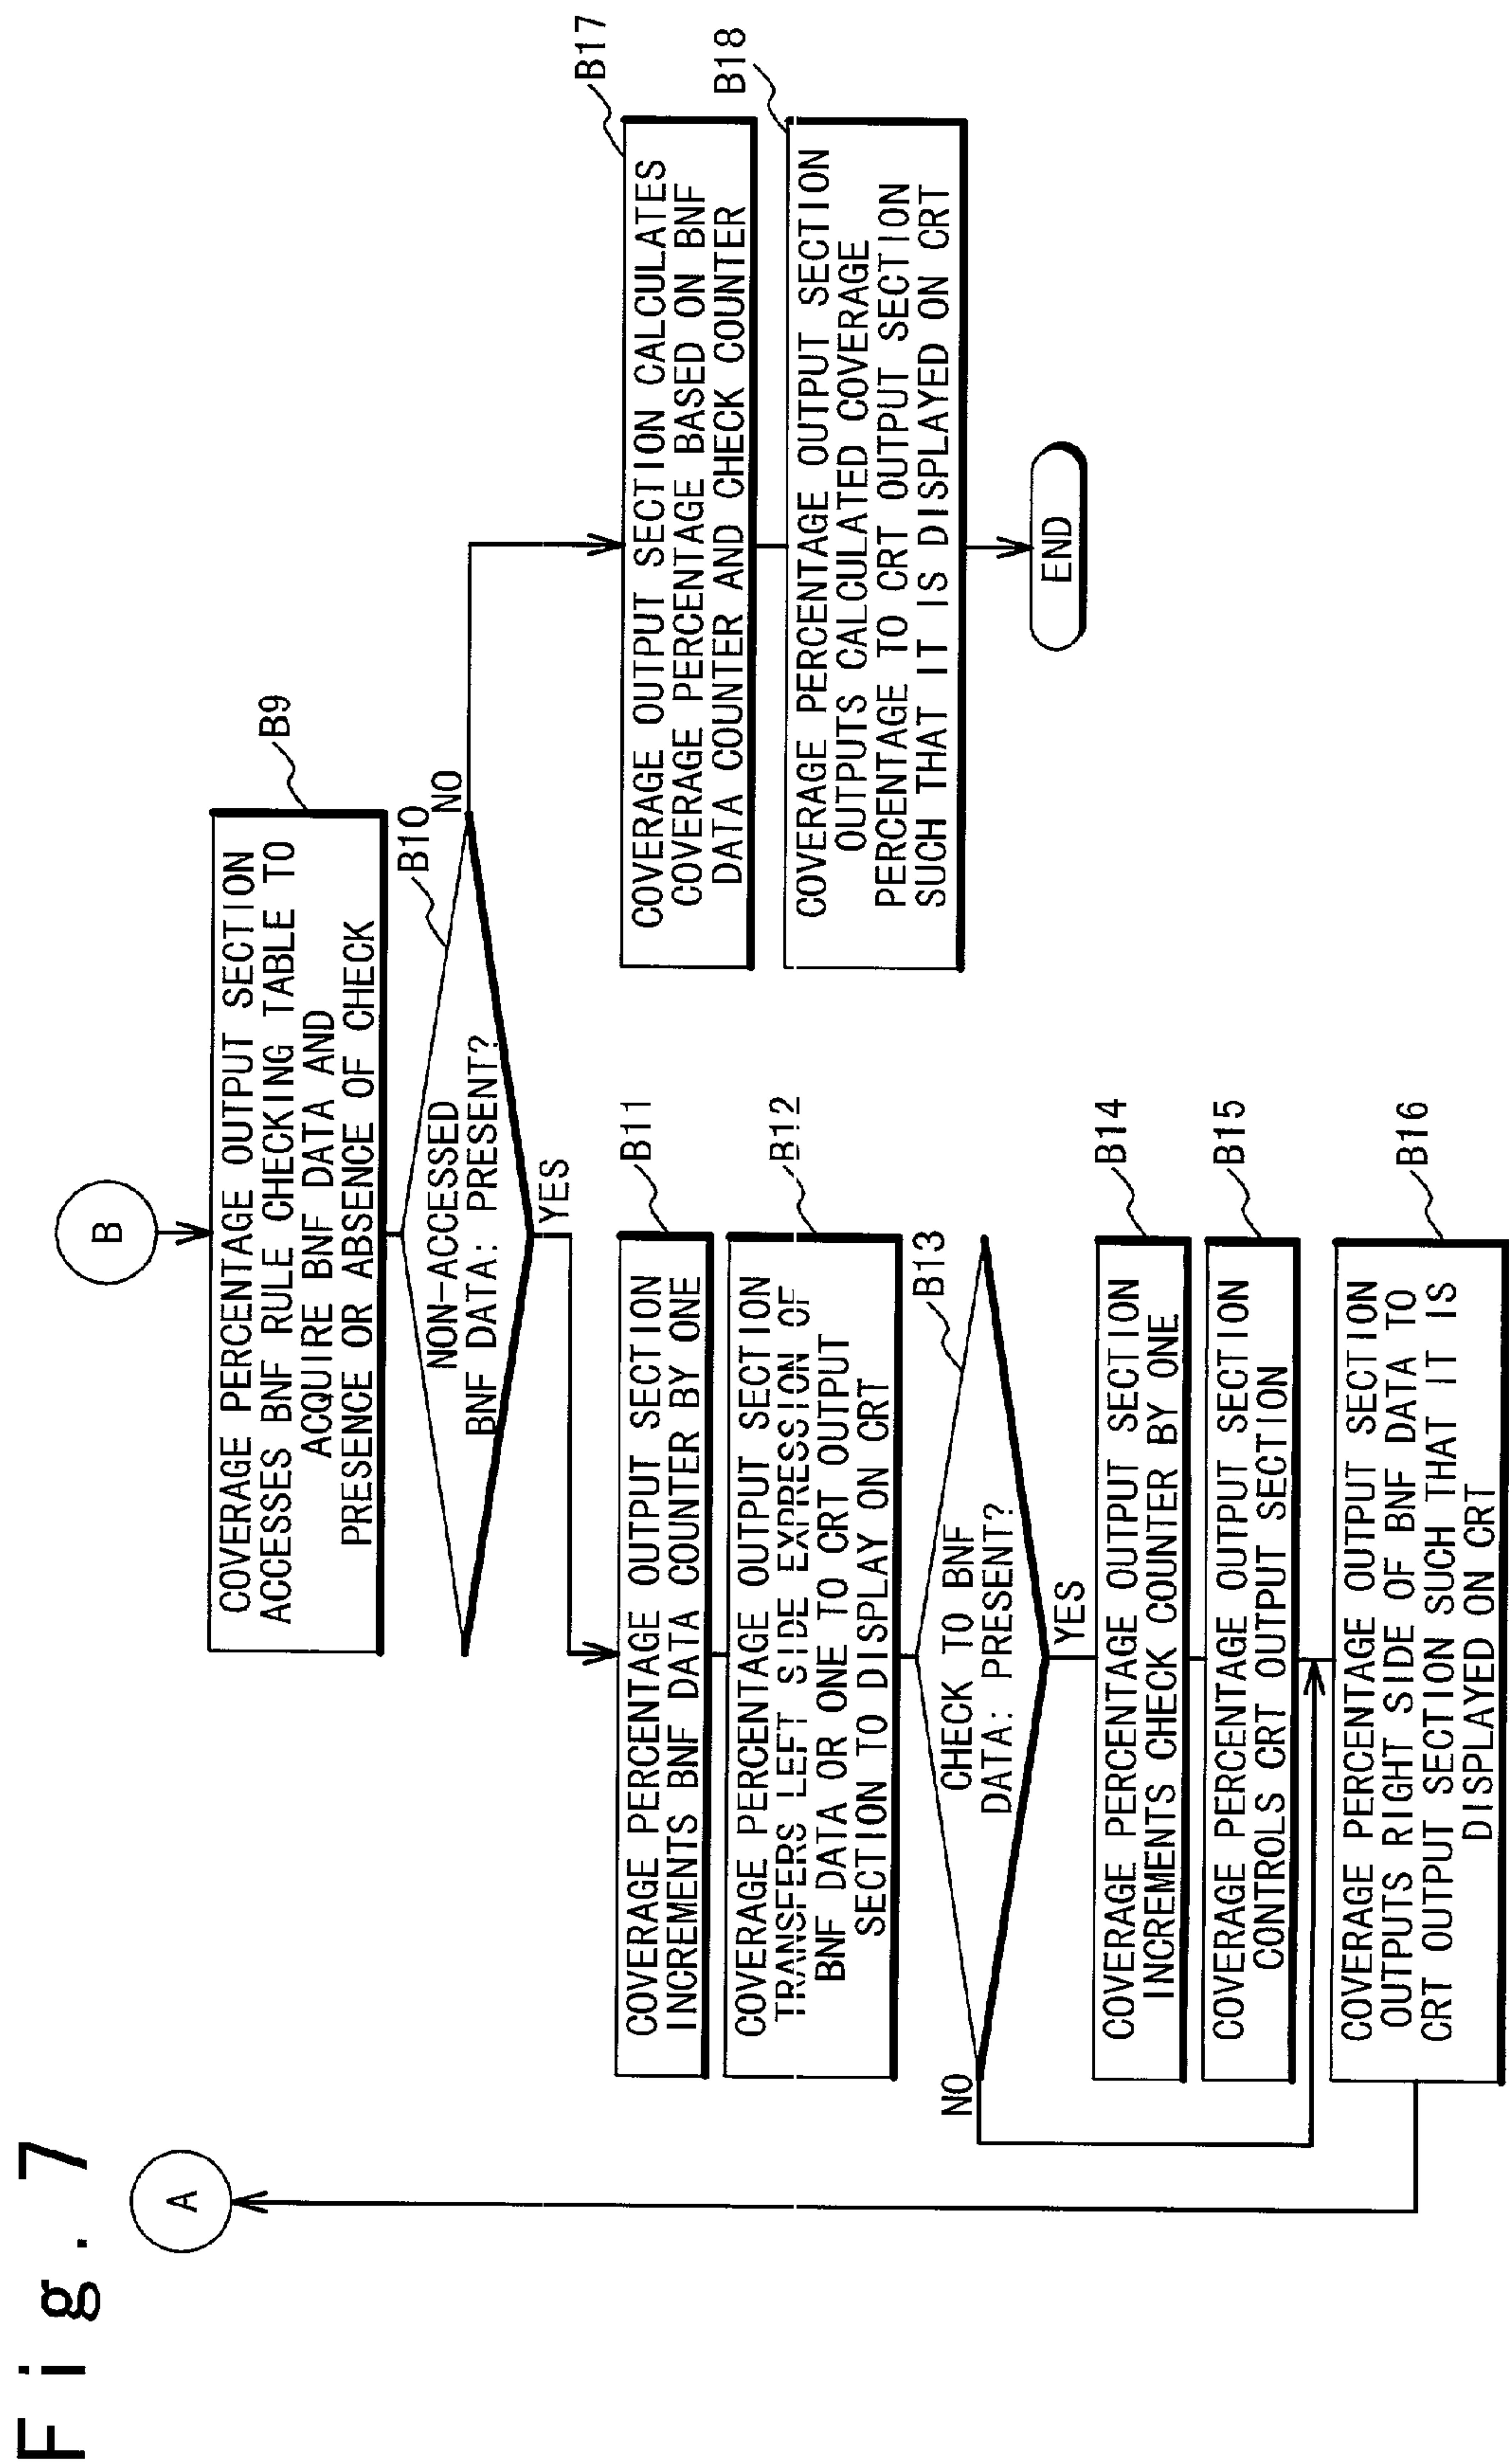 Fig. 7
A
B
COVERAGE PERCENTAGE OUTPUT SECTION
ACCESSES BNF RULE CHECKING TABLE TO
ACQUIRE BNF DATA AND
PRESENCE OR ABSENCE OF CHECK
B9
NON-ACCESSED
BNF DATA: PRESENT?
B10
NO
YES
COVERAGE PERCENTAGE OUTPUT SECTION
INCREMENTS BNF DATA COUNTER BY ONE
B11
COVERAGE PERCENTAGE OUTPUT SECTION
TRANSFERS LEFT SIDE EXPRESSION OF
BNF DATA OR ONE TO CRT OUTPUT
SECTION TO DISPLAY ON CRT
B12
CHECK TO BNF
DATA: PRESENT?
B13
NO
YES
COVERAGE PERCENTAGE OUTPUT SECTION
INCREMENTS CHECK COUNTER BY ONE
B14
COVERAGE PERCENTAGE OUTPUT SECTION
CONTROLS CRT OUTPUT SECTION
B15
COVERAGE PERCENTAGE OUTPUT SECTION
OUTPUTS RIGHT SIDE OF BNF DATA TO
CRT OUTPUT SECTION SUCH THAT IT IS
DISPLAYED ON CRT
B16
COVERAGE OUTPUT SECTION CALCULATES
COVERAGE PERCENTAGE BASED ON BNF
DATA COUNTER AND CHECK COUNTER
B17
COVERAGE PERCENTAGE OUTPUT SECTION
OUTPUTS CALCULATED COVERAGE
PERCENTAGE TO CRT OUTPUT SECTION
SUCH THAT IT IS DISPLAYED ON CRT
B18
END